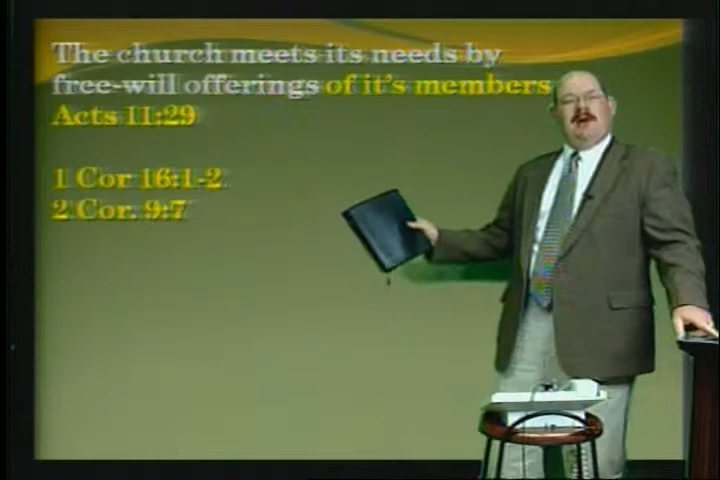 The church meets its needs by
free-will offerings of it's members
Acts 11:29
1 Cor 16:1-2
2 Cor. 9:7